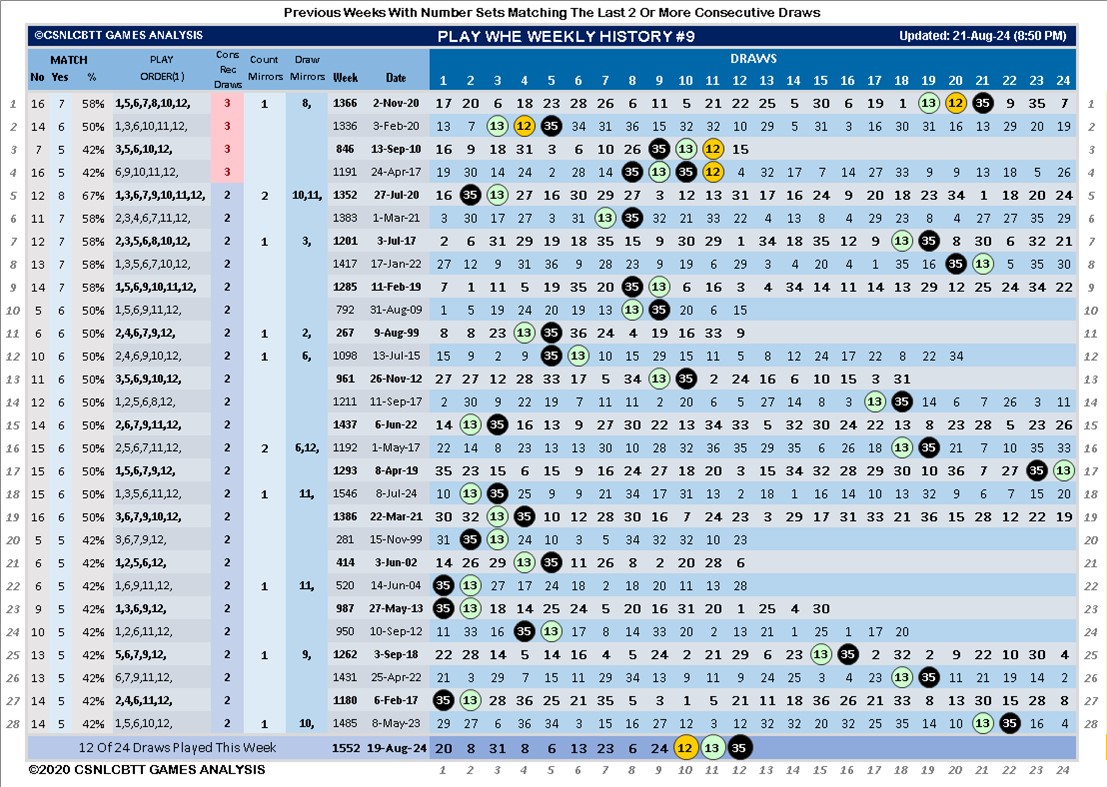 Previous Weeks With Number Sets Matching The Last 2 Or More Consecutive Draws
©CSNLCBTT GAMES ANALYSIS PLAY WHE WEEKLY HISTORY #9 Updated: 21-Aug-24 (8:50 PM)
MATCH PLAY Cons Count Draw DRAWS
No Yes % ORDER(1) Rec Draws Mirrors Mirrors Week Date 1 2 3 4 5 6 7 8 9 10 11 12 13 14 15 16 17 18 19 20 21 22 23 24
1 16 7 58% 1,5,6,7,8,10,12, 3 1 8, 1366 2-Nov-20 17 20 6 18 23 28 26 6 11 5 21 22 25 5 30 6 19 1 13 12 35 9 35 7 1
2 14 6 50% 1,3,6,10,11,12, 3 1336 3-Feb-20 13 7 13 12 35 34 31 36 15 32 32 10 29 5 31 3 16 30 31 16 13 29 20 19 2
3 7 5 42% 3,5,6,10,12, 3 846 13-Sep-10 16 9 18 31 3 6 10 26 35 13 12 15 3
4 16 5 42% 6,9,10,11,12, 3 1191 24-Apr-17 19 30 14 24 2 28 14 35 13 35 12 4 32 17 7 14 27 33 9 9 13 18 5 26 4
5 12 8 67% 1,3,6,7,9,10,11,12, 2 2 10,11, 1352 27-Jul-20 16 35 13 27 16 30 29 27 3 12 13 31 17 16 24 9 20 18 23 34 1 18 20 24 5
6 11 7 58% 2,3,4,6,7,11,12, 2 1383 1-Mar-21 3 30 17 27 3 31 13 35 32 21 33 22 4 13 8 4 29 23 8 4 27 27 35 29 6
7 12 7 58% 2,3,5,6,8,10,12, 2 1 3, 1201 3-Jul-17 2 6 31 29 19 18 35 15 9 30 29 1 34 18 35 12 9 13 35 8 30 6 32 21 7
8 13 7 58% 1,3,5,6,7,10,12, 2 1417 17-Jan-22 27 12 9 31 36 9 28 23 9 19 6 29 3 4 20 4 1 35 16 35 13 5 35 30 8
9 14 7 58% 1,5,6,9,10,11,12, 2 1285 11-Feb-19 7 1 11 5 19 35 20 35 13 6 16 3 4 34 14 11 14 13 29 12 25 24 34 22 9
10 5 6 50% 1,5,6,9,11,12, 2 792 31-Aug-09 1 5 19 24 20 19 13 13 35 20 6 15 10
11 6 6 50% 2,4,6,7,9,12, 2 1 2, 267 9-Aug-99 8 8 23 13 35 36 24 4 19 16 33 9 11
12 10 6 50% 2,4,6,9,10,12, 2 1 6, 1098 13-Jul-15 15 9 2 9 35 13 10 15 29 15 11 5 8 12 24 17 22 8 22 34 12
13 11 6 50% 3,5,6,9,10,12, 2 961 26-Nov-12 27 27 12 28 33 17 5 34 13 35 2 24 16 6 10 15 3 31 13
14 12 6 50% 1,2,5,6,8,12, 2 1211 11-Sep-17 2 30 9 22 19 7 11 11 2 20 6 5 27 14 8 3 13 35 14 6 7 26 3 11 14
15 14 6 50% 2,6,7,9,11,12, 2 1437 6-Jun-22 14 13 35 16 13 9 27 30 22 13 34 33 5 32 30 24 22 13 8 23 28 5 23 26 15
16 15 6 50% 2,5,6,7,11,12, 2 2 6,12, 1192 1-May-17 22 14 8 23 13 13 30 10 28 32 36 35 29 35 6 26 18 13 35 21 7 10 35 33 16
17 15 6 50% 1,5,6,7,9,12, 2 1293 8-Apr-19 35 23 15 6 15 9 16 24 27 18 20 3 15 34 32 28 29 30 10 36 7 27 35 13 17
18 15 6 50% 1,3,5,6,11,12, 2 1 11, 1546 8-Jul-24 10 13 35 25 9 9 21 34 17 31 13 2 18 1 16 14 10 13 32 9 6 7 15 20 18
19 16 6 50% 3,6,7,9,10,12, 2 1386 22-Mar-21 30 32 13 35 10 12 28 30 16 7 24 23 3 29 17 31 33 21 36 15 28 12 22 19 19
20 5 5 42% 3,6,7,9,12, 2 281 15-Nov-99 31 35 13 24 10 3 5 34 32 32 10 23 20
21 6 5 42% 1,2,5,6,12, 2 414 3-Jun-02 14 26 29 13 35 11 26 8 2 20 28 6 21
22 6 5 42% 1,6,9,11,12, 2 1 11, 520 14-Jun-04 35 13 27 17 24 18 2 18 20 11 13 28 22
23 9 5 42% 1,3,6,9,12, 2 987 27-May-13 35 13 18 14 25 24 5 20 16 31 20 1 25 4 30 23
24 10 5 42% 1,2,6,11,12, 2 950 10-Sep-12 11 33 16 35 13 17 8 14 33 20 2 13 21 1 25 1 17 20 24
25 13 5 42% 5,6,7,9,12, 2 1 9, 1262 3-Sep-18 22 28 14 5 14 16 4 5 24 2 21 29 6 23 13 35 2 32 2 9 22 10 30 4 25
26 13 5 42% 6,7,9,11,12, 2 1431 25-Apr-22 21 3 29 7 15 11 29 34 13 9 11 9 24 25 3 4 23 13 35 11 21 19 14 2 26
27 14 5 42% 2,4,6,11,12, 2 1180 6-Feb-17 35 13 28 36 25 21 35 5 3 1 5 21 11 18 36 26 21 33 8 13 30 15 28 8 27
28 14 5 42% 1,5,6,10,12, 2 1 10, 1485 8-May-23 29 27 6 36 34 3 15 16 27 12 3 12 32 35 20 32 25 35 14 10 13 35 16 4 28
12 Of 24 Draws Played This Week 1552 19-Aug-24 20 8 31 8 6 13 23 6 24 12 13 35
©2020 CSNLCBTT GAMES ANALYSIS 1 2 3 4 5 6 7 8 9 10 11 12 13 14 15 16 17 18 19 20 21 22 23 24